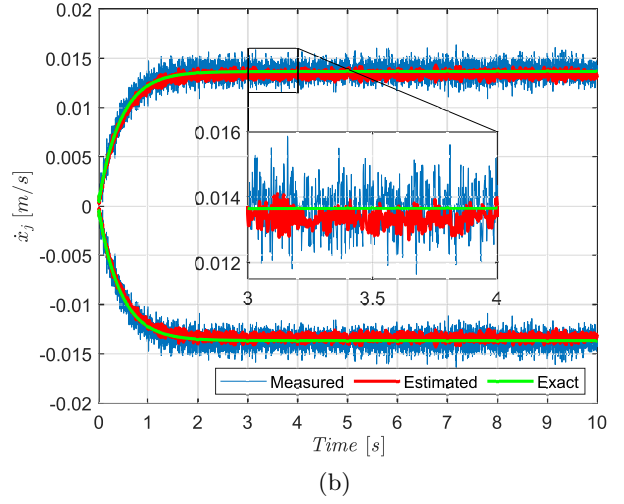 0.02
0.015
0.01
0.005
0
-0.005
-0.01
-0.015
-0.02
ẋj [m/s]
0.016
0.014
0.012
3 3.5 4
Measured Estimated Exact
0 1 2 3 4 5 6 7 8 9 10
Time [s]
(b)